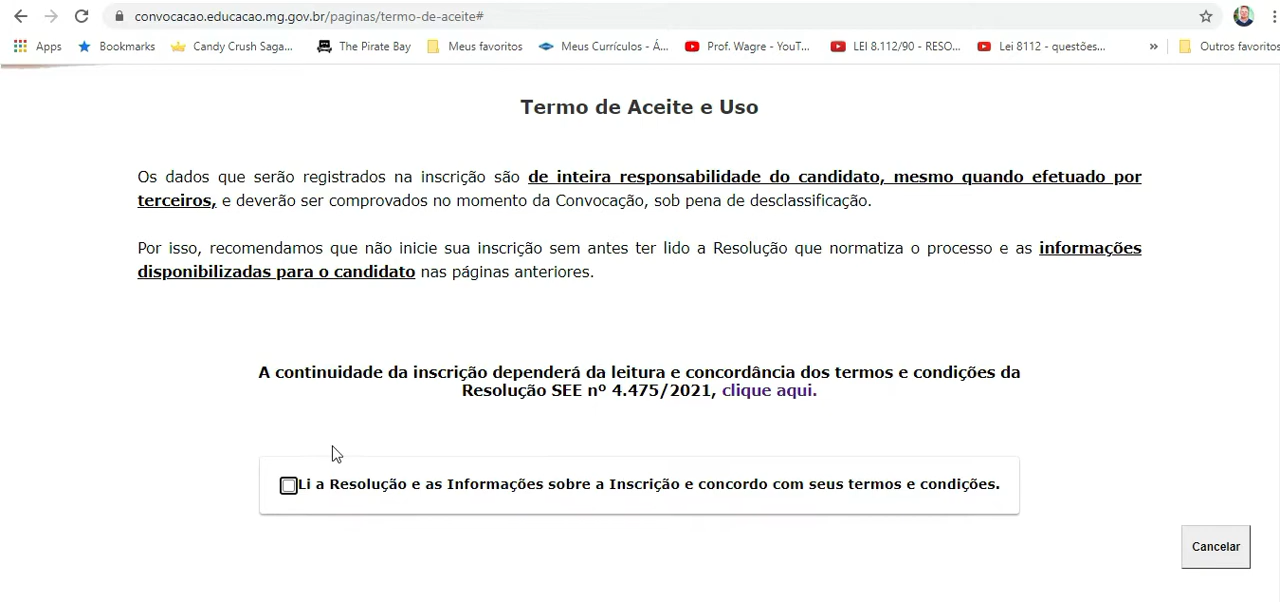 convocacao.educacao.mg.gov.br/paginas/termo-de-aceite#
Apps Bookmarks Candy Crush Saga... The Pirate Bay Meus favoritos Meus Currículos - Á... Prof. Wagre - YouT... LEI 8.112/90 - RESO... Lei 8112 - questões... » Outros favoritos
Termo de Aceite e Uso
Os dados que serão registrados na inscrição são de inteira responsabilidade do candidato, mesmo quando efetuado por
terceiros, e deverão ser comprovados no momento da Convocação, sob pena de desclassificação.
Por isso, recomendamos que não inicie sua inscrição sem antes ter lido a Resolução que normatiza o processo e as informações
disponibilizadas para o candidato nas páginas anteriores.
A continuidade da inscrição dependerá da leitura e concordância dos termos e condições da
Resolução SEE nº 4.475/2021, clique aqui.
Li a Resolução e as Informações sobre a Inscrição e concordo com seus termos e condições.
Cancelar